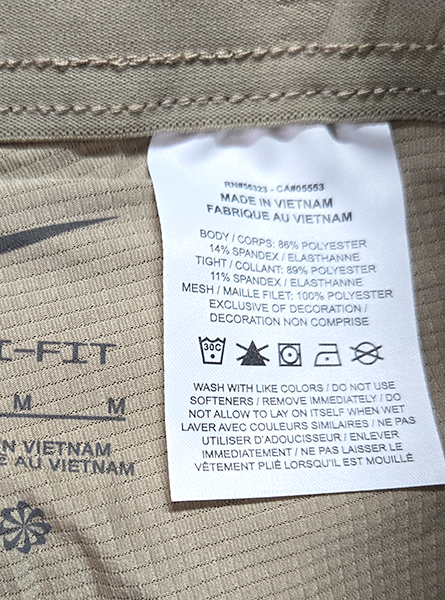 RN#56323 - CA#05553
MADE IN VIETNAM
FABRIQUE AU VIETNAM
BODY / CORPS: 86% POLYESTER
14% SPANDEX / ELASTHANNE
TIGHT / COLLANT: 89% POLYESTER
11% SPANDEX / ELASTHANNE
MESH / MAILLE FILET: 100% POLYESTER
EXCLUSIVE OF DECORATION /
DECORATION NON COMPRISE
30C
WASH WITH LIKE COLORS / DO NOT USE
SOFTENERS / REMOVE IMMEDIATELY / DO
NOT ALLOW TO LAY ON ITSELF WHEN WET
LAVER AVEC COULEURS SIMILAIRES / NE PAS
UTILISER D'ADOUCISSEUR / ENLEVER
IMMEDIATEMENT / NE PAS LAISSER LE
VÊTEMENT PLIÉ LORSQU'IL EST MOUILLÉ
I-FIT
M M
N VIETNAM
E AU VIETNAM